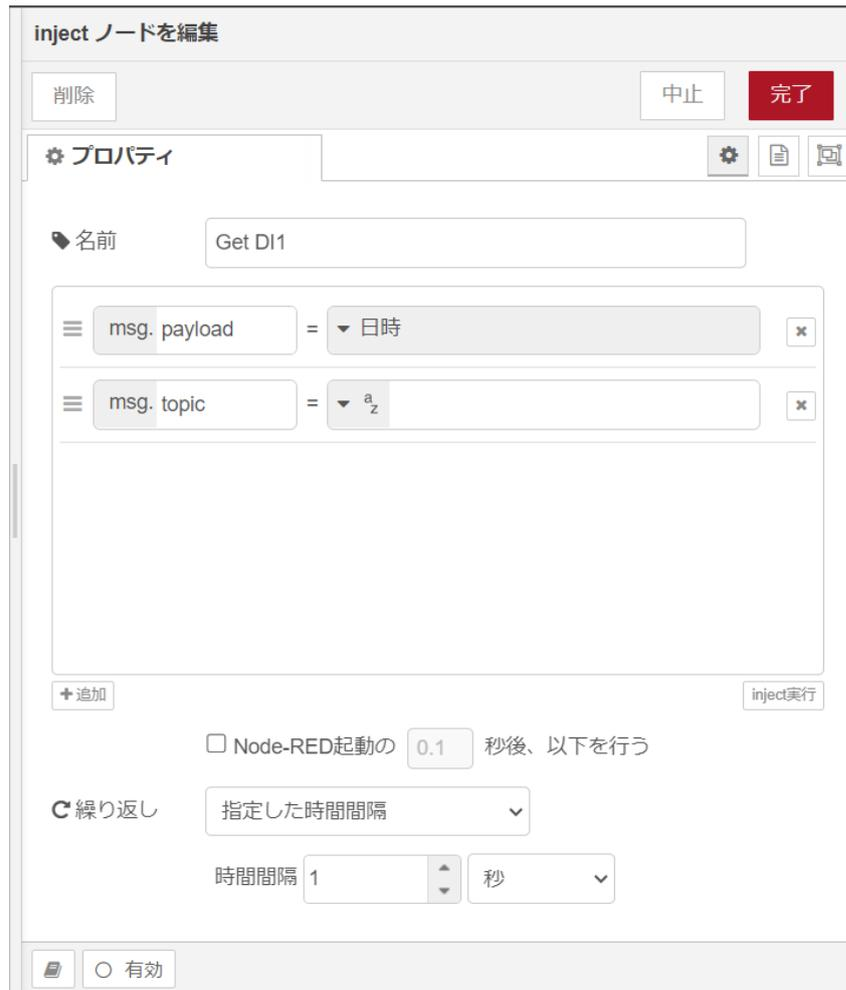 inject ノードを編集
削除 中止 完了
プロパティ
名前 Get DI1
msg. payload = 日時
msg. topic = az
追加 inject実行
Node-RED起動の 0.1 秒後、以下を行う
繰り返し 指定した時間間隔
時間間隔 1 秒
有効